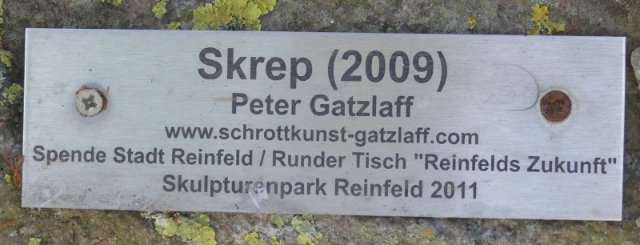 Skrep (2009)
Peter Gatzlaff
www.schrottkunst-gatzlaff.com
Spende Stadt Reinfeld / Runder Tisch "Reinfelds Zukunft"
Skulpturenpark Reinfeld 2011